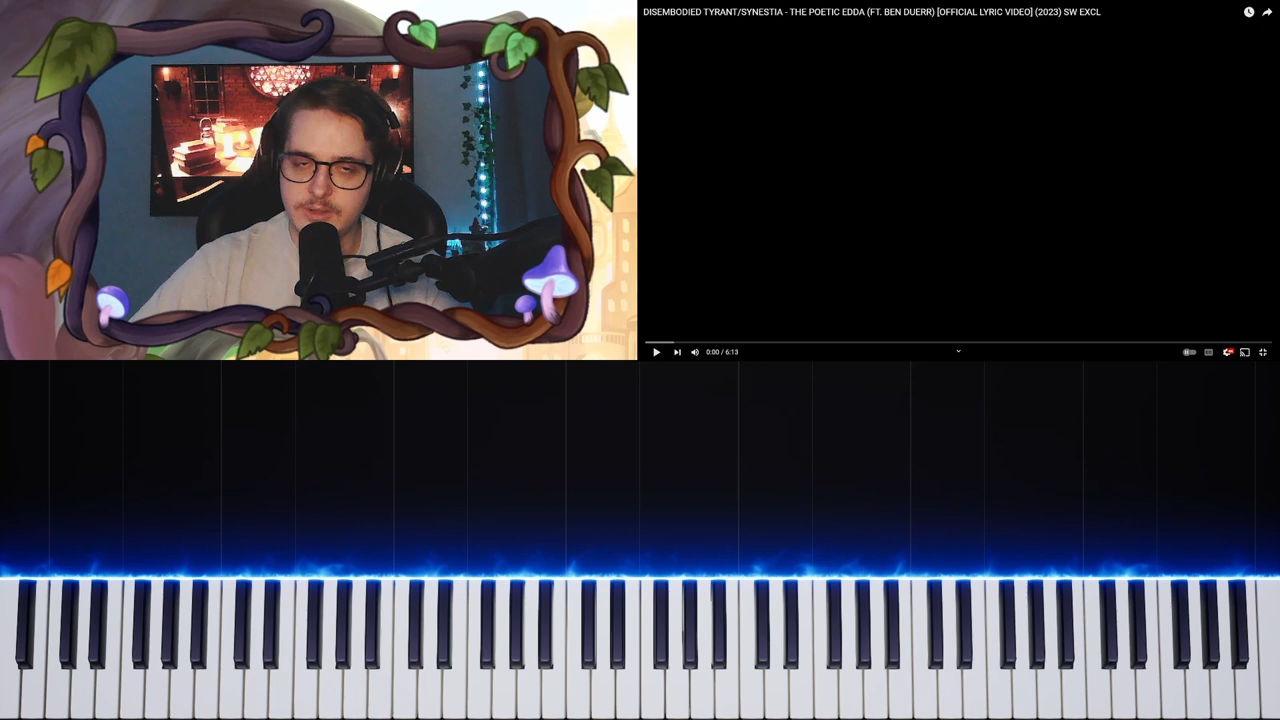 DISEMBODIED TYRANT/SYNESTIA - THE POETIC EDDA (FT. BEN DUERR) [OFFICIAL LYRIC VIDEO] (2023) SW EXCL
0:00 / 6:13